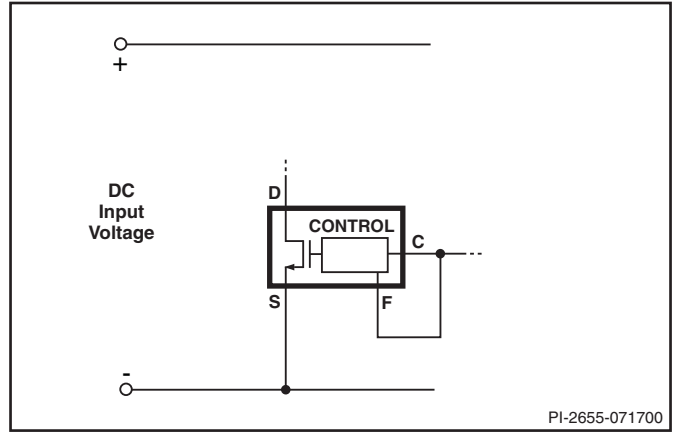 +
DC
Input
Voltage
D
CONTROL
C
S
F
-
PI-2655-071700